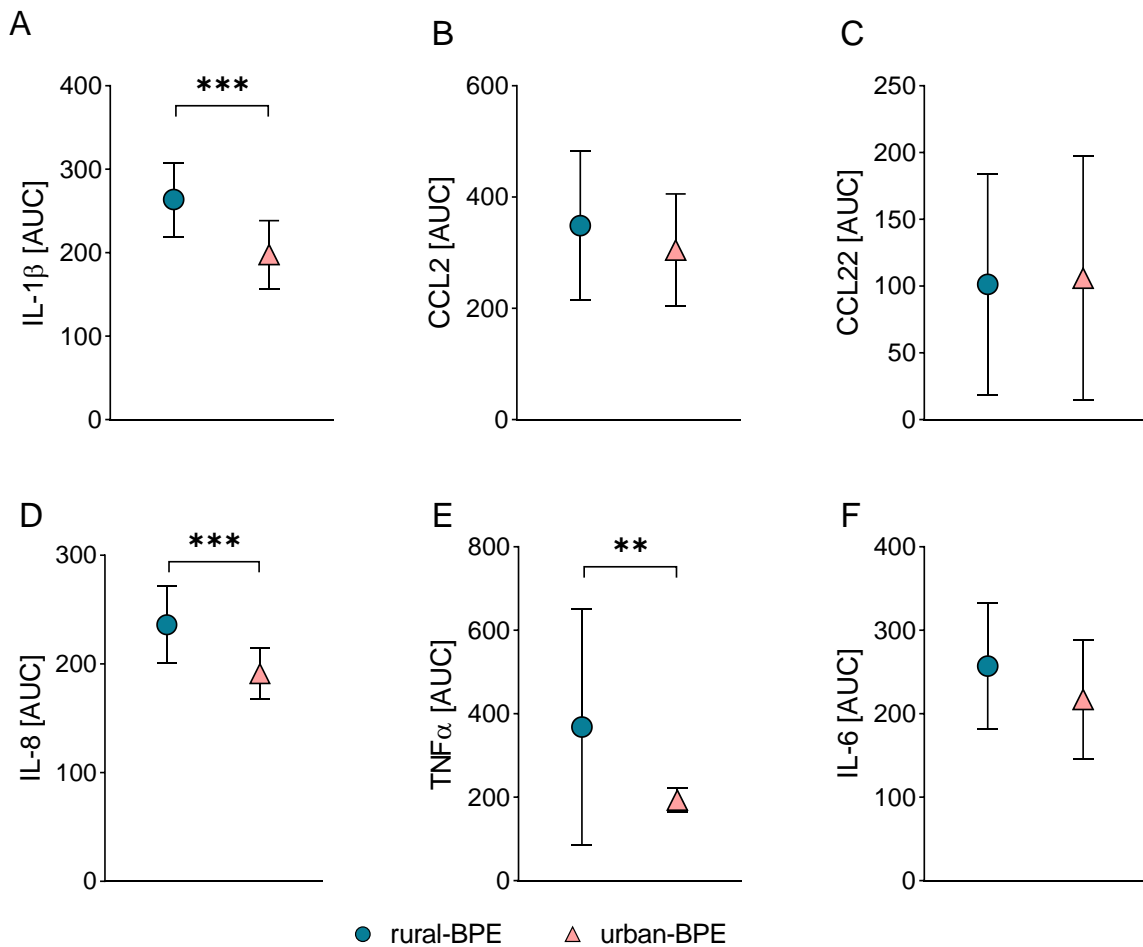 A
B
C
IL-1β [AUC]
400
300
200
100
0
***
CCL2 [AUC]
600
400
200
0
CCL22 [AUC]
250
200
150
100
50
0
D
E
F
IL-8 [AUC]
300
200
100
0
***
TNFα [AUC]
800
600
400
200
0
**
IL-6 [AUC]
400
300
200
100
0
rural-BPE
urban-BPE